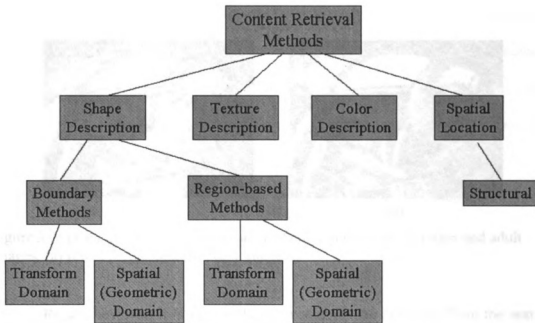 Content Retrieval
Methods
Shape
Description
Texture
Description
Color
Description
Spatial
Location
Boundary
Methods
Region-based
Methods
Structural
Transform
Domain
Spatial
(Geometric)
Domain
Transform
Domain
Spatial
(Geometric)
Domain